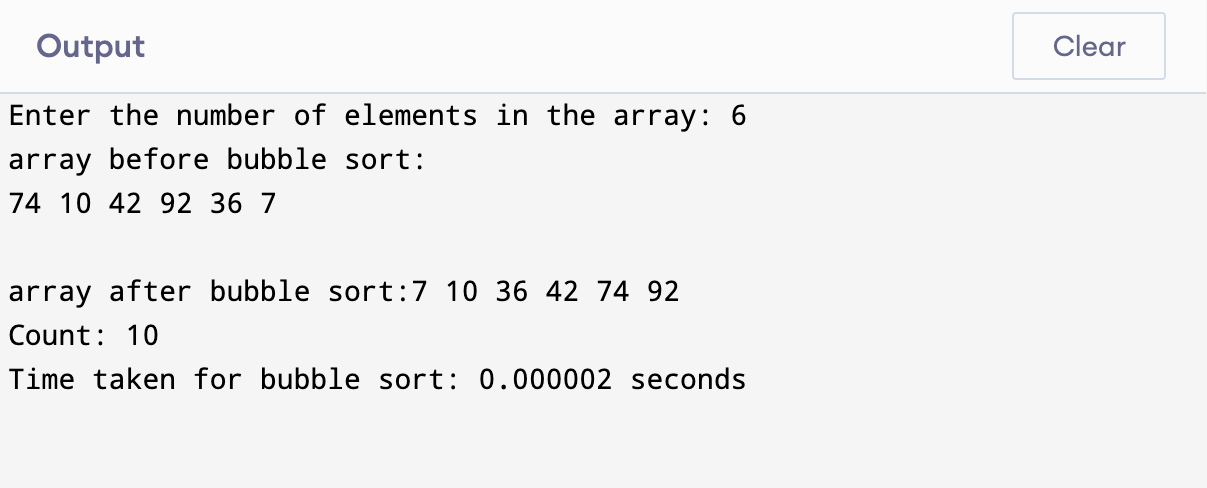 Output
Clear
Enter the number of elements in the array: 6
array before bubble sort:
74 10 42 92 36 7
array after bubble sort:7 10 36 42 74 92
Count: 10
Time taken for bubble sort: 0.000002 seconds